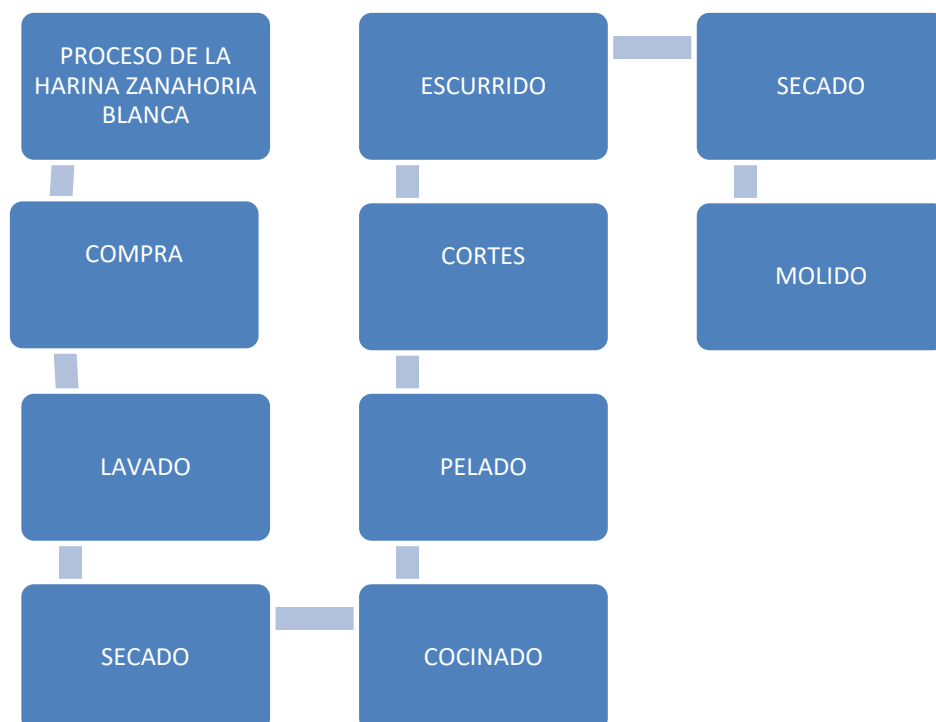 PROCESO DE LA
HARINA ZANAHORIA
BLANCA
COMPRA
LAVADO
SECADO
COCINADO
PELADO
CORTES
ESCURRIDO
SECADO
MOLIDO